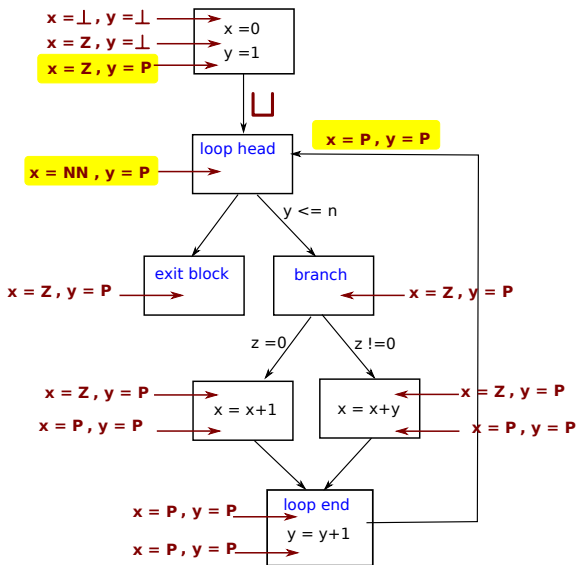 x = ⊥ , y = ⊥
x = 0
x = Z , y = ⊥
y = 1
x = Z , y = P
⊔
x = P , y = P
loop head
x = NN , y = P
y <= n
exit block
branch
x = Z , y = P
x = Z , y = P
z =0
z !=0
x = Z , y = P
x = x+1
x = P , y = P
x = Z , y = P
x = x+y
x = P , y = P
loop end
x = P , y = P
y = y+1
x = P , y = P